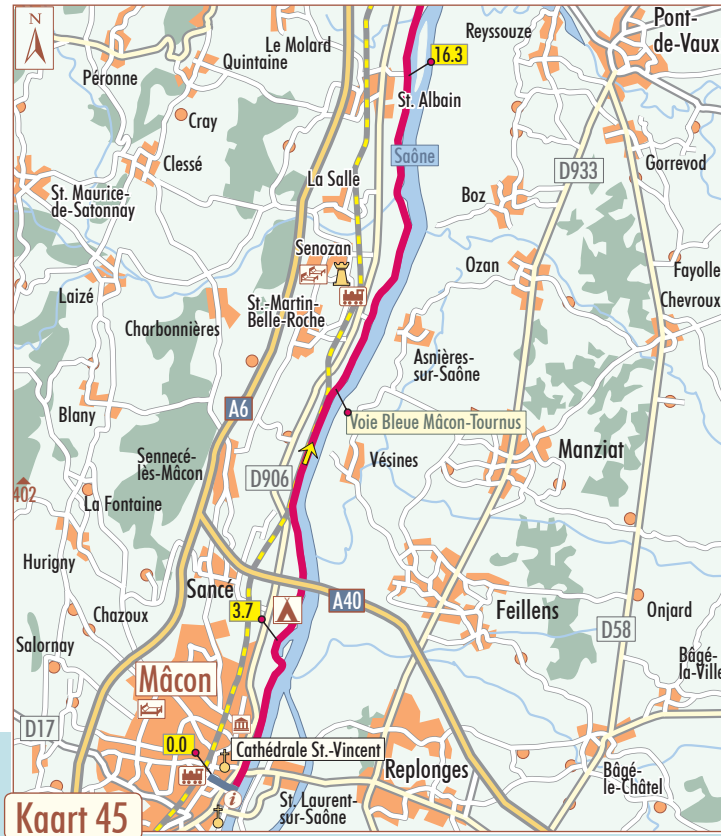 N
Péronne
Le Molard
Quintaine
Reyssouze
Pont-
de-Vaux
16.3
St. Albain
Cray
Clessé
Saône
D933
Gorrevod
St. Maurice-
de-Satonnay
La Salle
Boz
Senozan
Ozan
Fayolle
Laizé
St.-Martin-
Belle-Roche
Chevroux
Charbonnières
Asnières-
sur-Saône
Blany
A6
Voie Bleue Mâcon-Tournus
Sennecé-
lès-Mâcon
Vésines
Manziat
D906
402
La Fontaine
Hurigny
Sancé
3.7
A40
Chazoux
Feillens
Onjard
D58
Salornay
Mâcon
Bâgé-
la-Ville
D17
0.0
Cathédrale St.-Vincent
Replonges
Bâgé-
le-Châtel
i
St. Laurent-
sur-Saône
Kaart 45